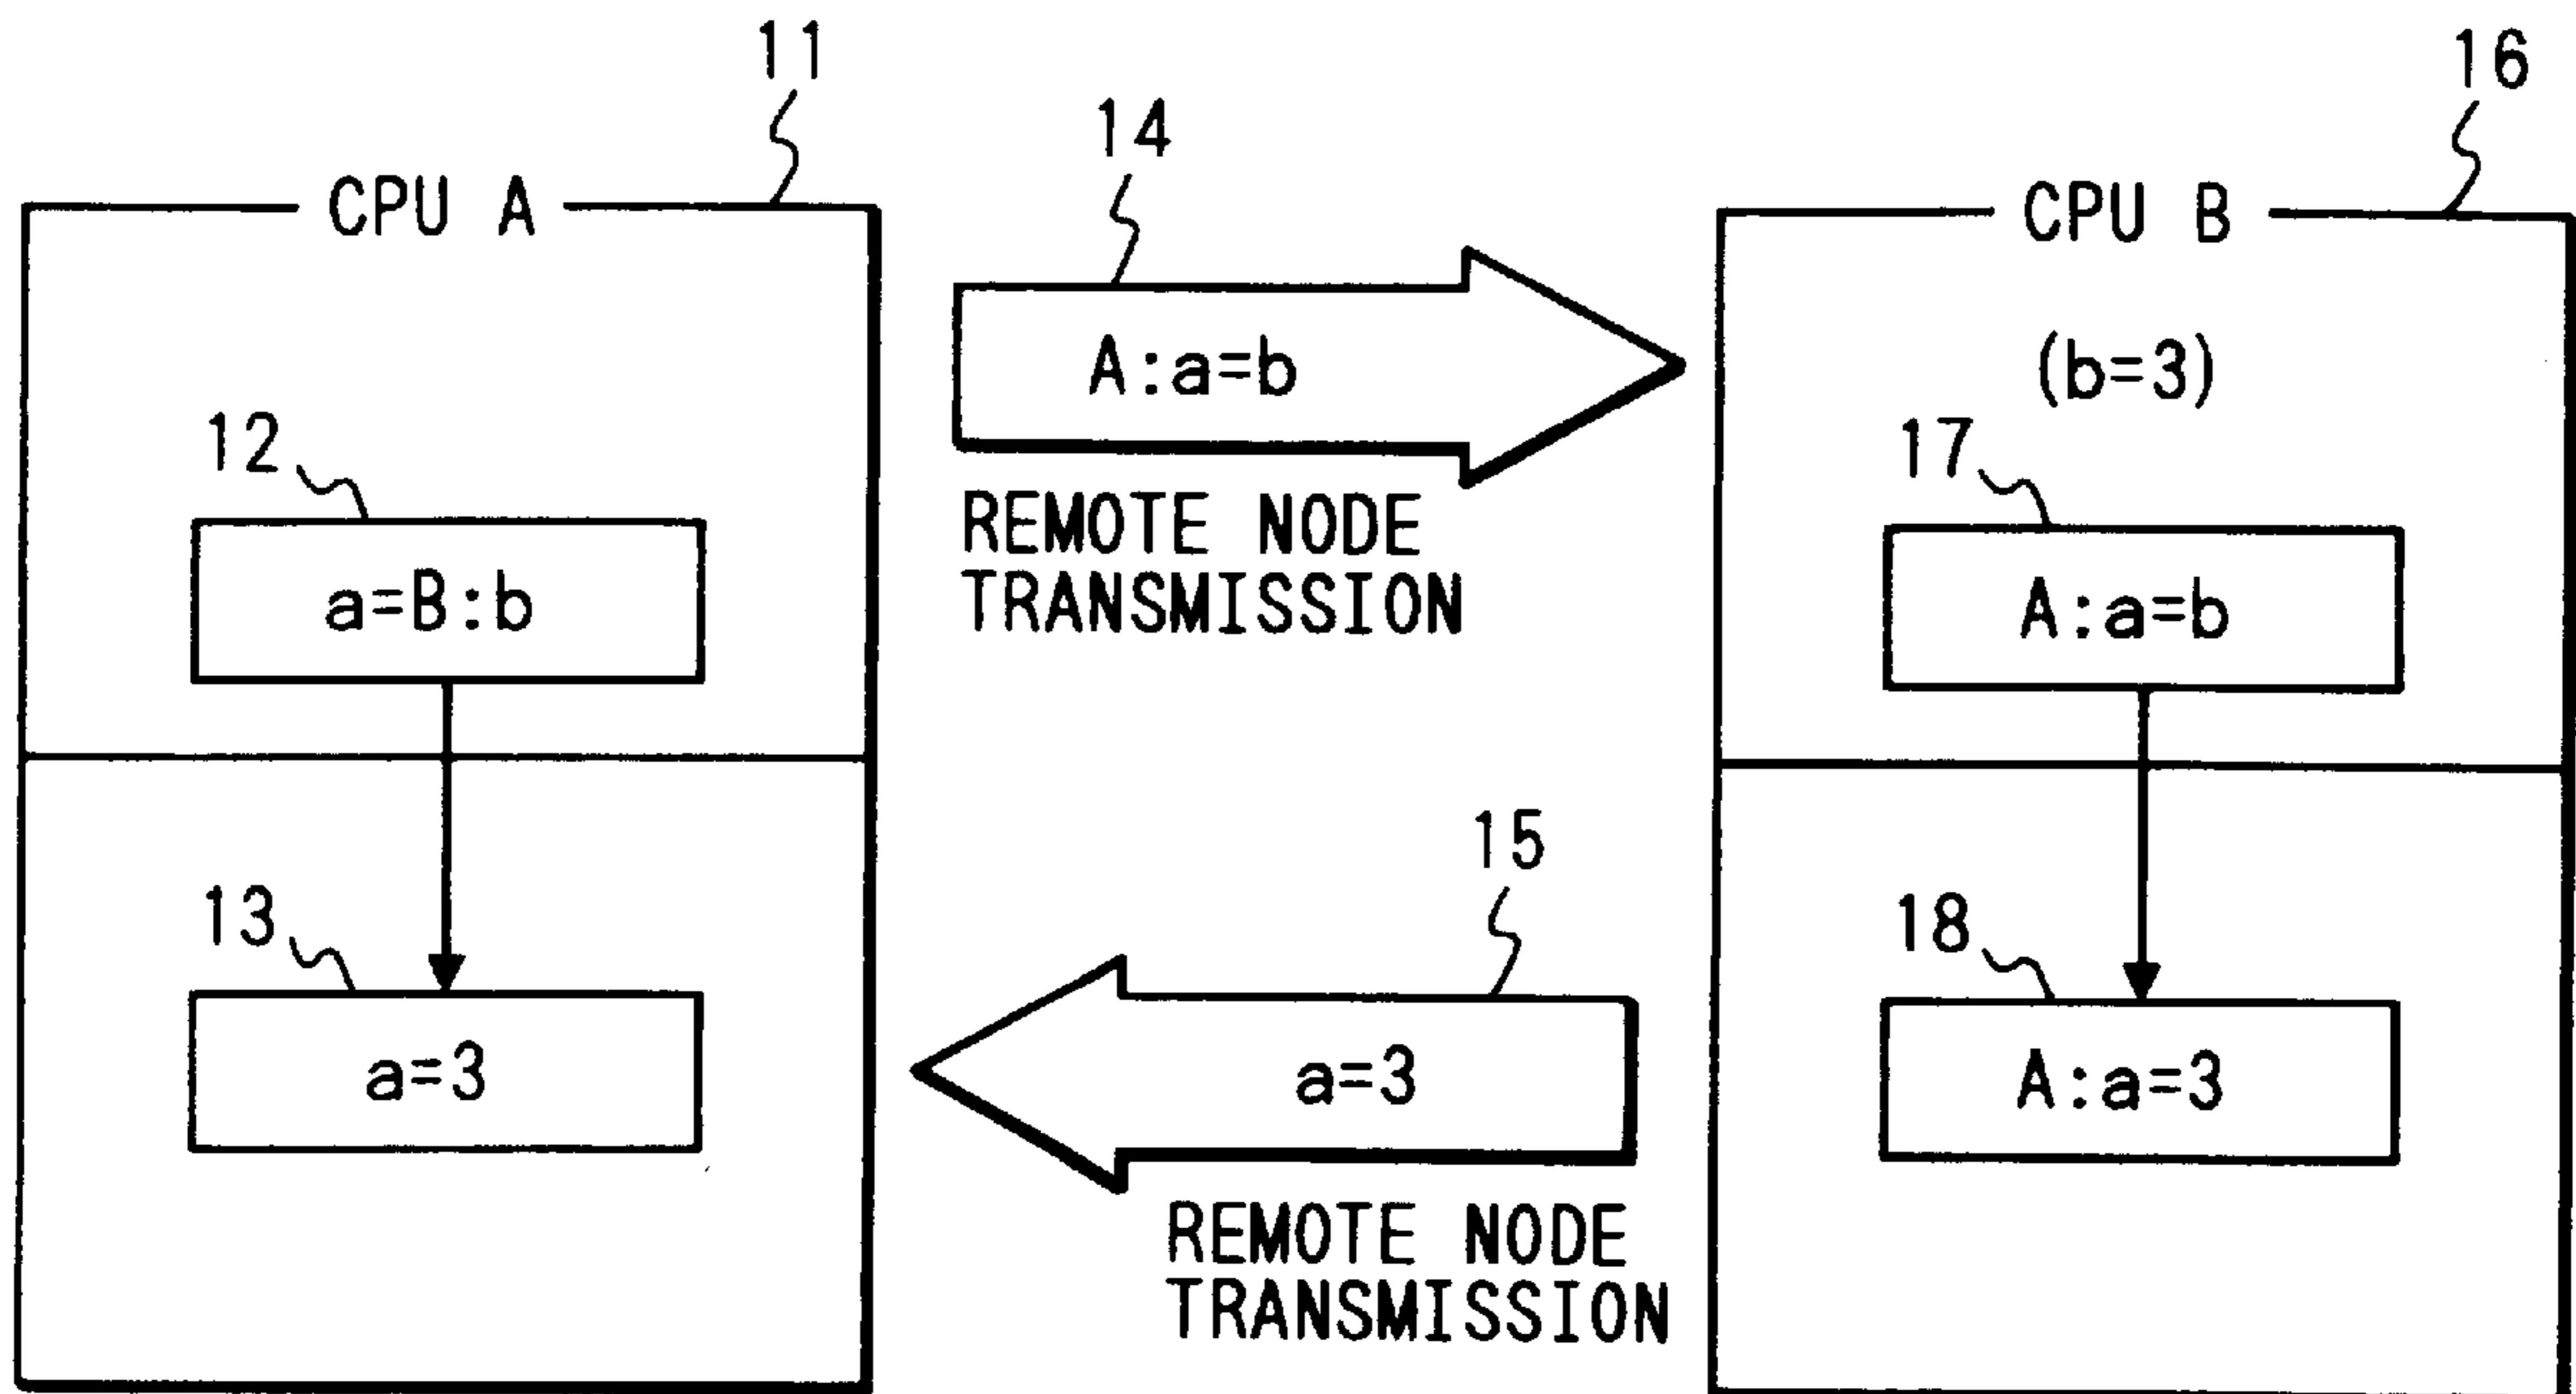 11
CPU A
12
a=B:b
13
a=3
14
A:a=b
REMOTE NODE
TRANSMISSION
15
a=3
REMOTE NODE
TRANSMISSION
16
CPU B
(b=3)
17
A:a=b
18
A:a=3